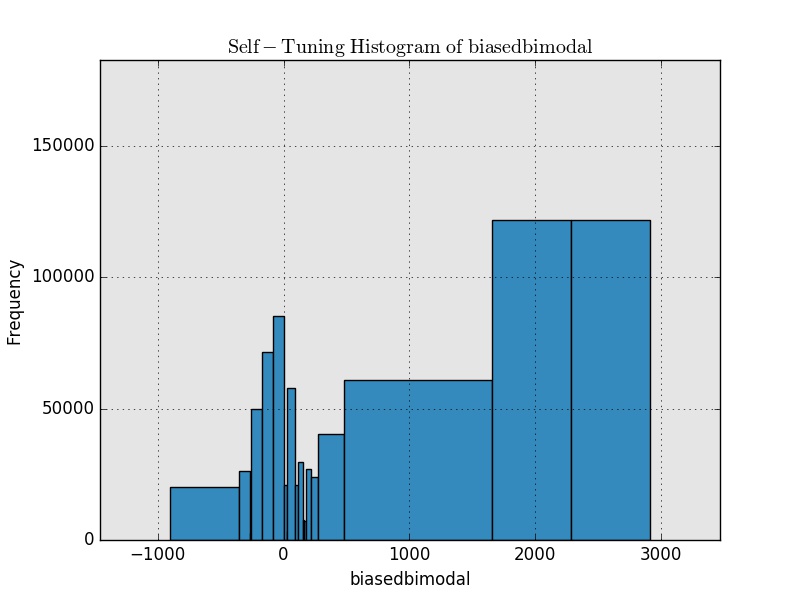 Self − Tuning Histogram of biasedbimodal
150000
100000
50000
0
Frequency
−1000 0 1000 2000 3000
biasedbimodal